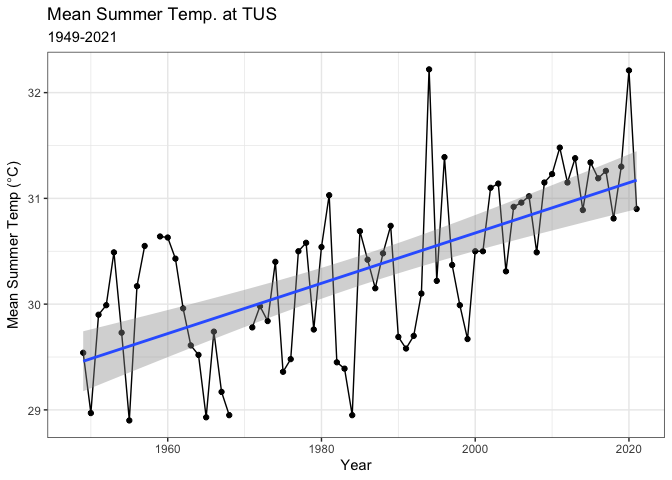 Mean Summer Temp. at TUS
1949-2021
Mean Summer Temp (°C)
32
31
30
29
1960 1980 2000 2020
Year